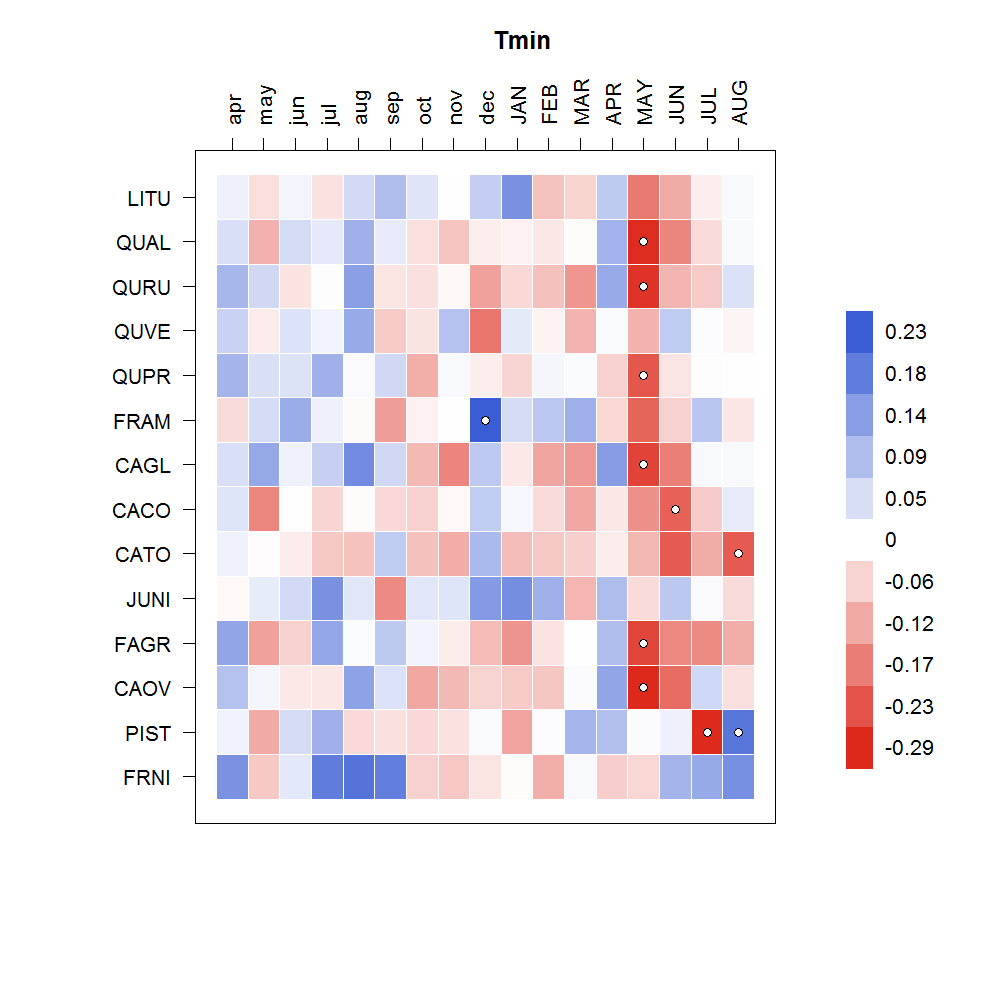 Tmin
apr may jun jul aug sep oct nov dec JAN FEB MAR APR MAY JUN JUL AUG
LITU
QUAL
QURU
QUVE
QUPR
FRAM
CAGL
CACO
CATO
JUNI
FAGR
CAOV
PIST
FRNI
0.23
0.18
0.14
0.09
0.05
0
-0.06
-0.12
-0.17
-0.23
-0.29